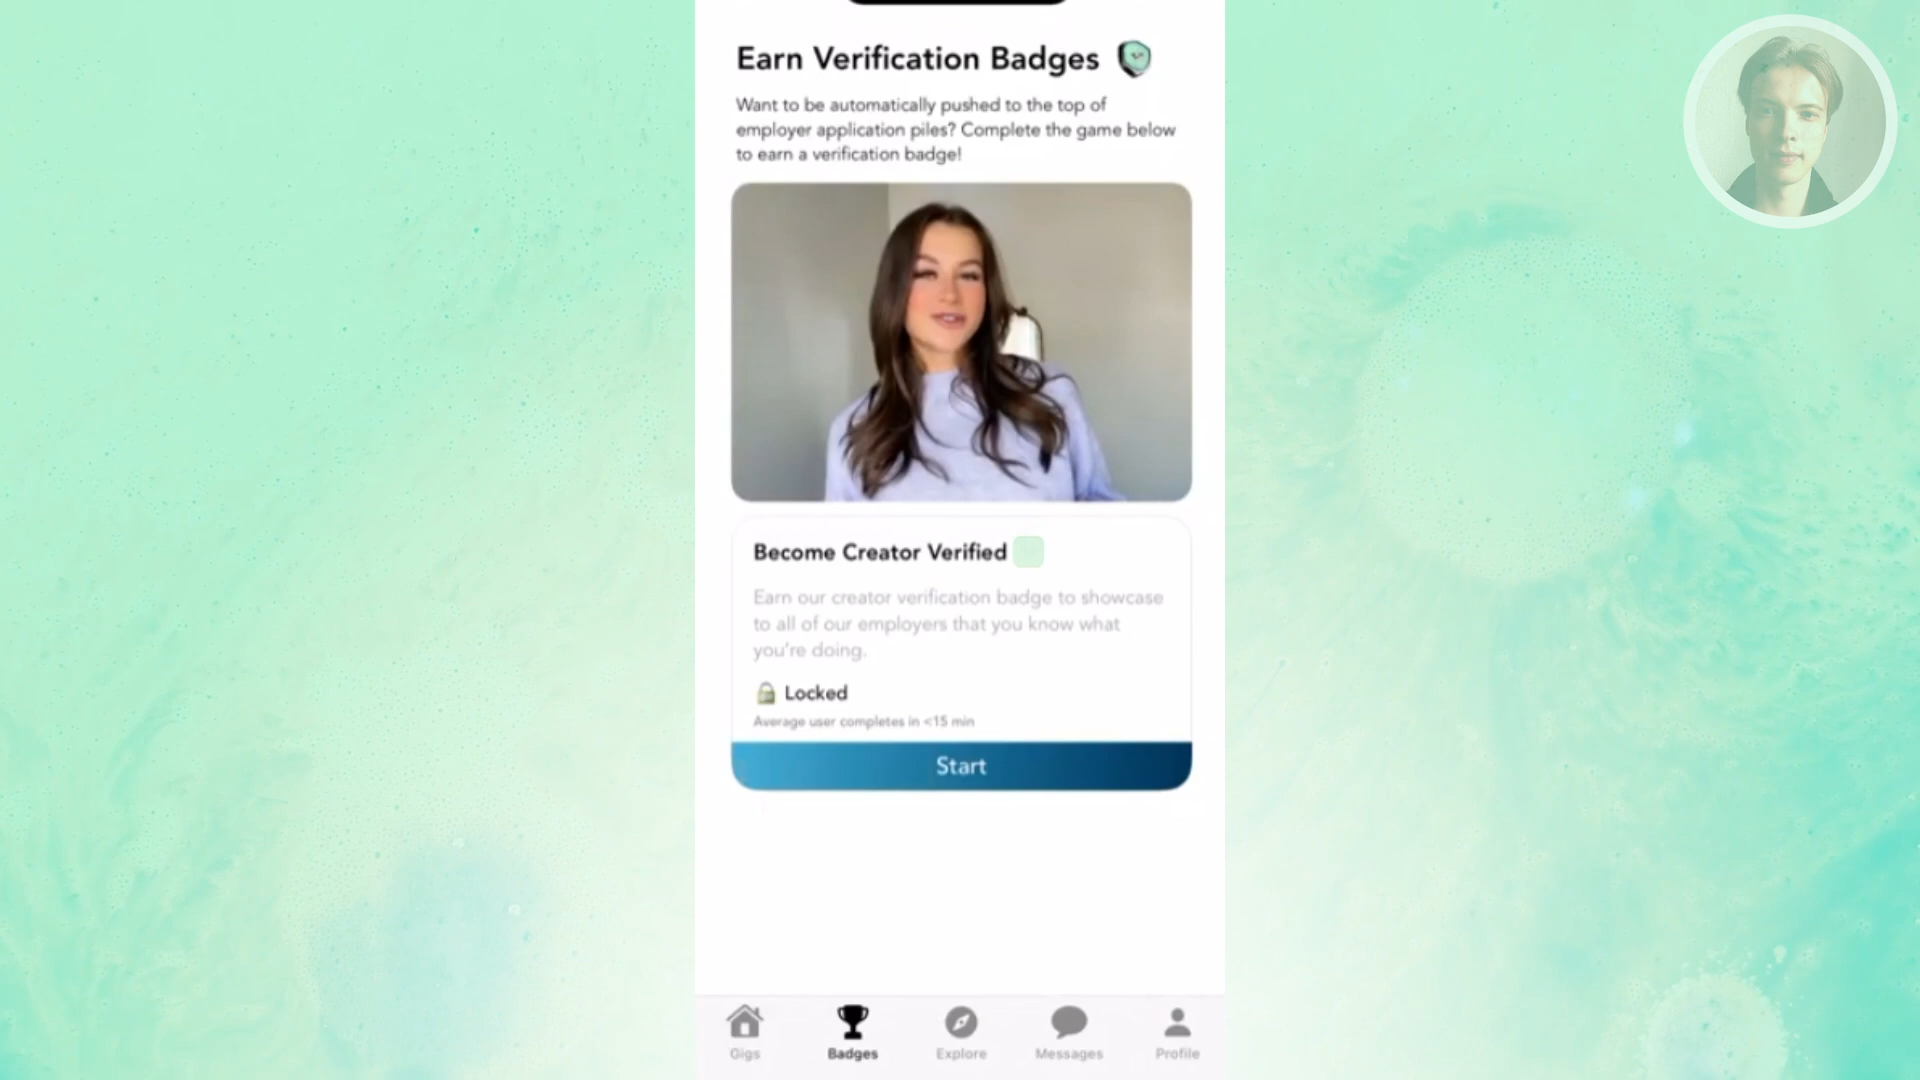 Earn Verification Badges
Want to be automatically pushed to the top of
employer application piles? Complete the game below
to earn a verification badge!
Become Creator Verified
Earn our creator verification badge to showcase
to all of our employers that you know what
you're doing.
Locked
Average user completes in <15 min
Start
Gigs
Badges
Explore
Messages
Profile